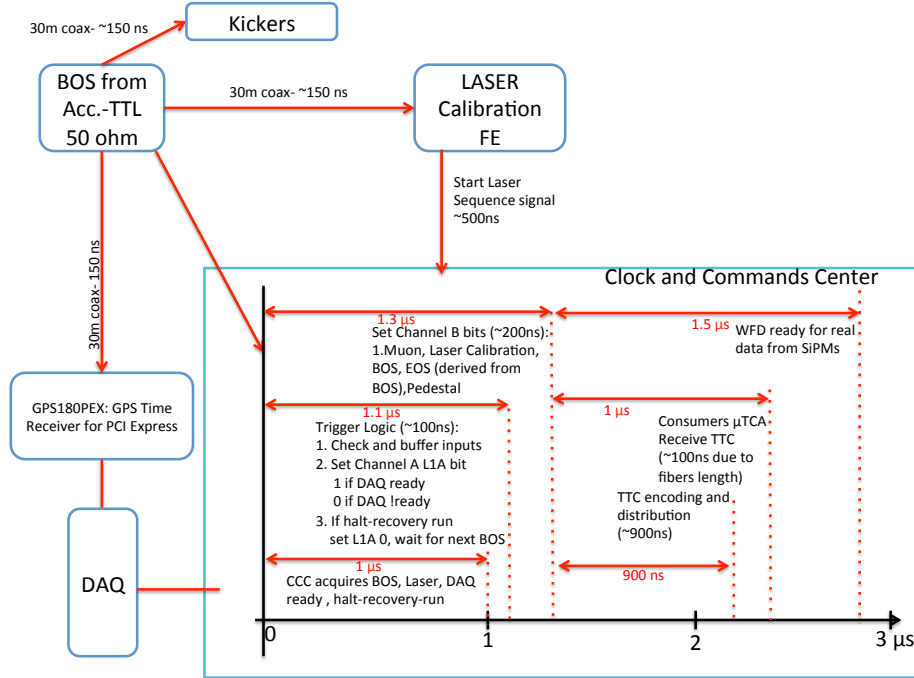 30m coax- ~150 ns
Kickers
BOS from
Acc.-TTL
50 ohm
30m coax- ~150 ns
LASER
Calibration
FE
Start Laser
Sequence signal
~500ns
30m coax- 150 ns
GPS180PEX: GPS Time
Receiver for PCI Express
DAQ
Clock and Commands Center
1.3 μs
Set Channel B bits (~200ns):
1.Muon, Laser Calibration,
BOS, EOS (derived from
BOS),Pedestal
1.5 μs
WFD ready for real
data from SiPMs
1.1 μs
Trigger Logic (~100ns):
1. Check and buffer inputs
2. Set Channel A L1A bit
1 if DAQ ready
0 if DAQ !ready
3. If halt-recovery run
set L1A 0, wait for next BOS
1 μs
Consumers μTCA
Receive TTC
(~100ns due to
fibers length)
TTC encoding and
distribution
(~900ns)
1 μs
CCC acquires BOS, Laser, DAQ
ready , halt-recovery-run
900 ns
0
1
2
3 μs